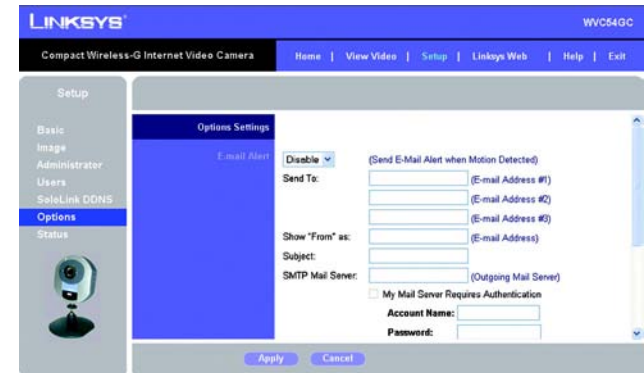 LINKSYS®
WVC54GC
Compact Wireless-G Internet Video Camera
Home | View Video | Setup | Linksys Web | Help | Exit
Setup
Basic
Image
Administrator
Users
SoloLink DDNS
Options
Status
Options Settings
E-mail Alert
Disable (Send E-Mail Alert when Motion Detected)
Send To: (E-mail Address #1)
(E-mail Address #2)
(E-mail Address #3)
Show "From" as: (E-mail Address)
Subject:
SMTP Mail Server: (Outgoing Mail Server)
My Mail Server Requires Authentication
Account Name:
Password:
Apply Cancel